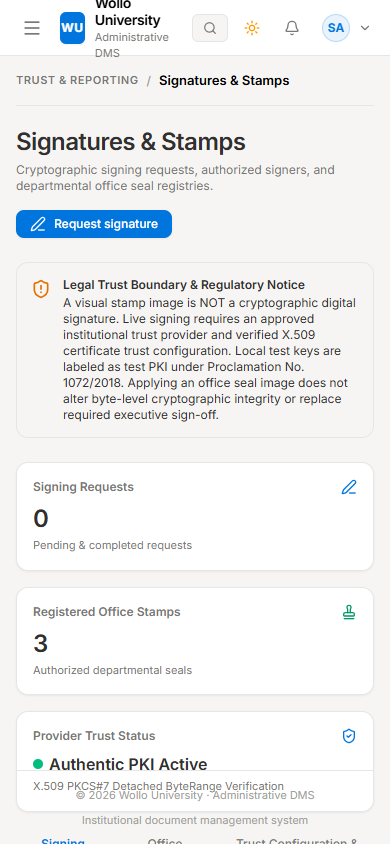 Wollo
University
Administrative
DMS
WU
SA
TRUST & REPORTING / Signatures & Stamps
Signatures & Stamps
Cryptographic signing requests, authorized signers, and
departmental office seal registries.
Request signature
Legal Trust Boundary & Regulatory Notice
A visual stamp image is NOT a cryptographic digital
signature. Live signing requires an approved
institutional trust provider and verified X.509
certificate trust configuration. Local test keys are
labeled as test PKI under Proclamation No.
1072/2018. Applying an office seal image does not
alter byte-level cryptographic integrity or replace
required executive sign-off.
Signing Requests
0
Pending & completed requests
Registered Office Stamps
3
Authorized departmental seals
Provider Trust Status
Authentic PKI Active
X.509 PKCS#7 Detached ByteRange Verification
© 2026 Wollo University · Administrative DMS
Institutional document management system
Signing Office Trust Configuration &